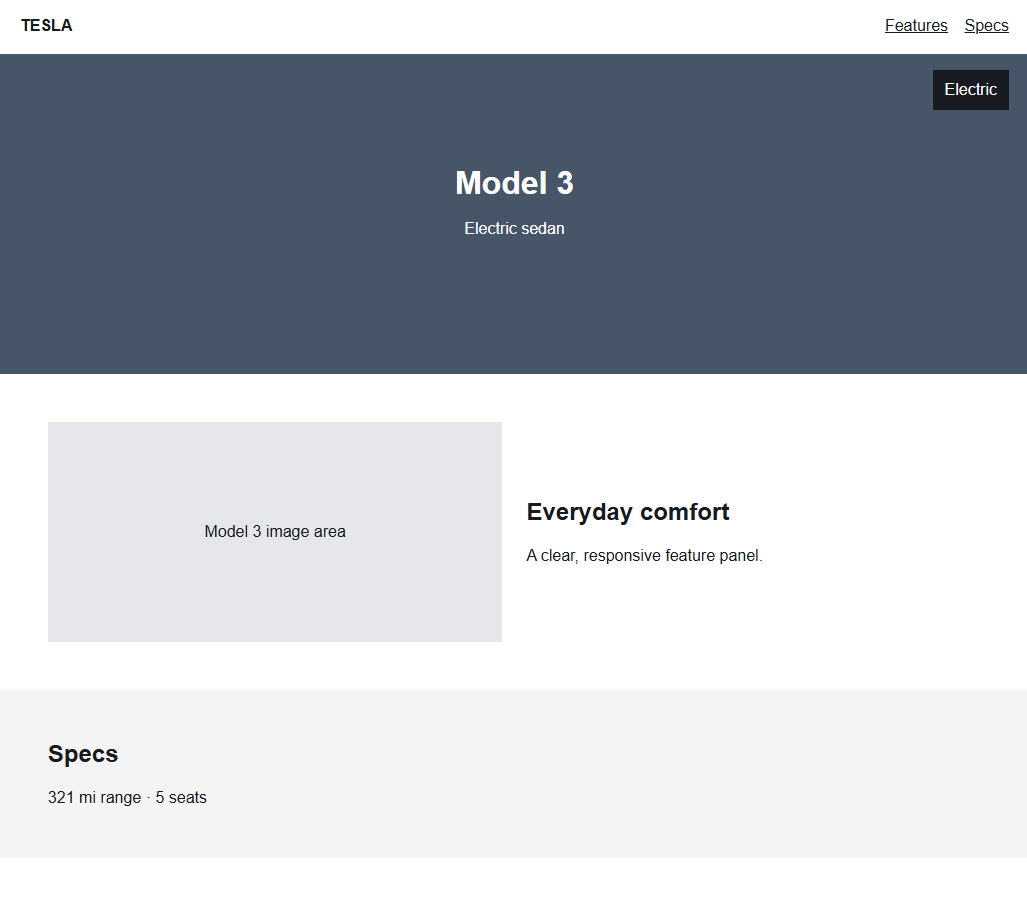 TESLA
Features Specs
Electric
Model 3
Electric sedan
Model 3 image area
Everyday comfort
A clear, responsive feature panel.
Specs
321 mi range · 5 seats